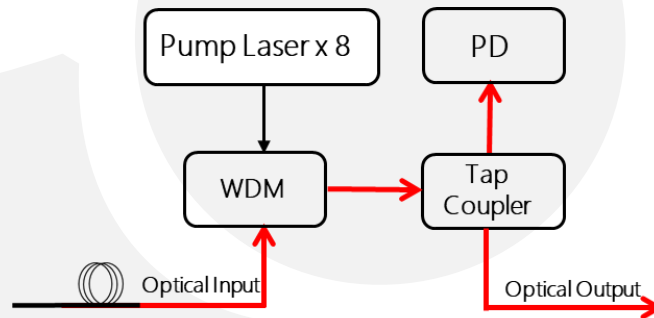 Pump Laser x 8
PD
WDM
Tap
Coupler
Optical Input
Optical Output